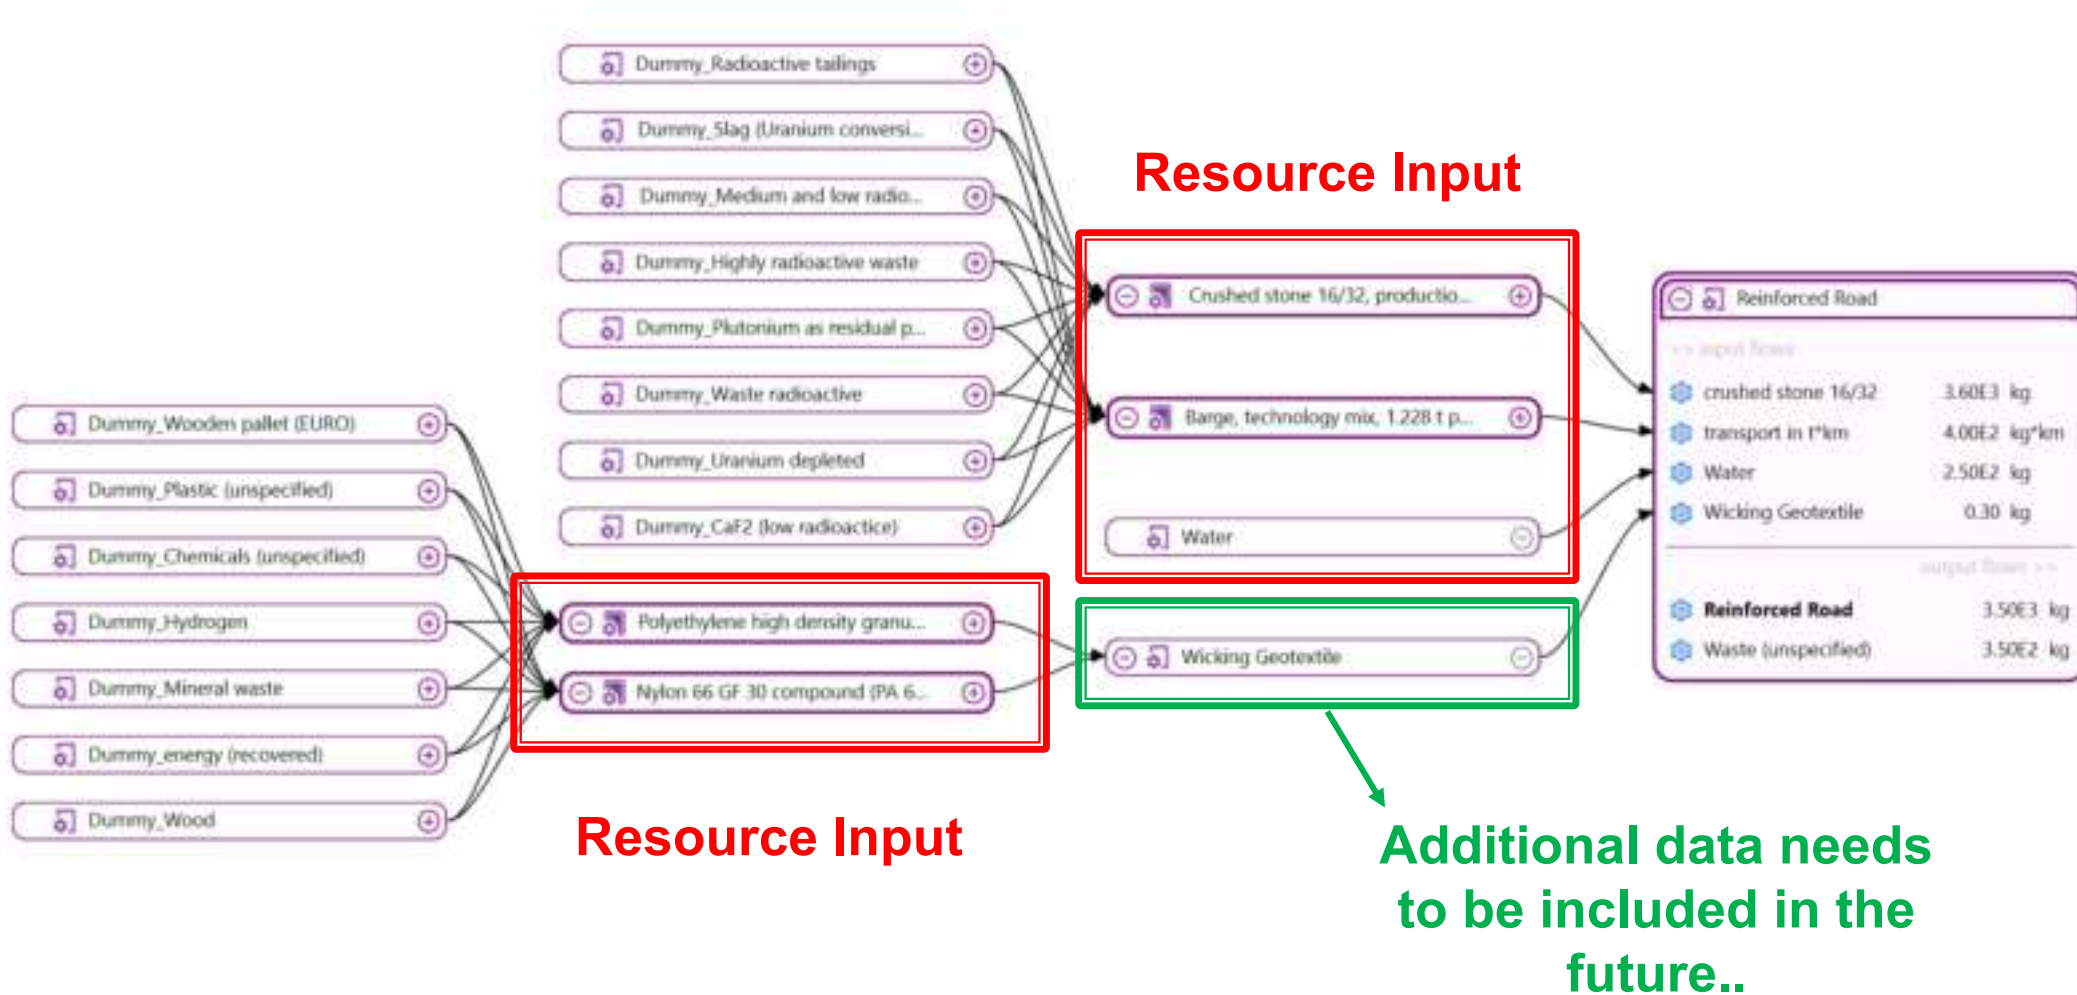 Dummy_Radioactive tailings
Dummy_Slag (Uranium conversi...
Dummy_Medium and low radio...
Dummy_Highly radioactive waste
Dummy_Plutonium as residual p...
Dummy_Waste radioactive
Dummy_Uranium depleted
Dummy_CaF2 (low radioactice)
Dummy_Wooden pallet (EURO)
Dummy_Plastic (unspecified)
Dummy_Chemicals (unspecified)
Dummy_Hydrogen
Dummy_Mineral waste
Dummy_energy (recovered)
Dummy_Wood
Polyethylene high density granu...
Nylon 66 GF 30 compound (PA 6...
Resource Input
Resource Input
Crushed stone 16/32, productio...
Barge, technology mix, 1.228 t p...
Water
Wicking Geotextile
Additional data needs
to be included in the
future..
Reinforced Road
>> input flows
crushed stone 16/32 3.60E3 kg
transport in t*km 4.00E2 kg*km
Water 2.50E2 kg
Wicking Geotextile 0.30 kg
output flows >>
Reinforced Road 3.50E3 kg
Waste (unspecified) 3.50E2 kg